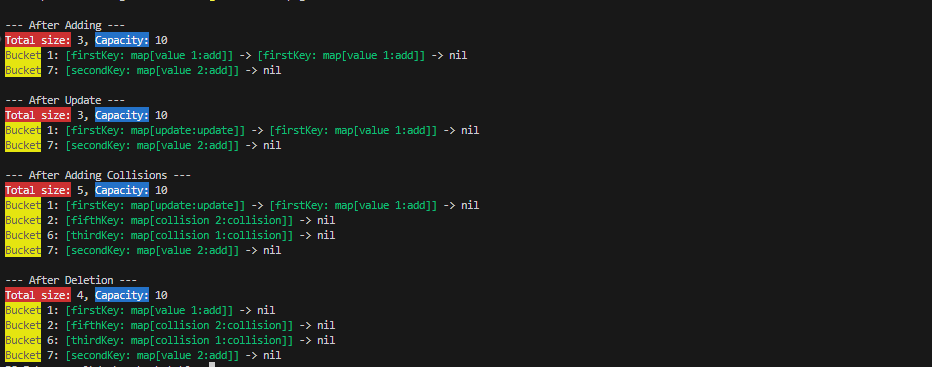 --- After Adding ---
Total size: 3, Capacity: 10
Bucket 1: [firstKey: map[value 1:add]] -> [firstKey: map[value 1:add]] -> nil
Bucket 7: [secondKey: map[value 2:add]] -> nil
--- After Update ---
Total size: 3, Capacity: 10
Bucket 1: [firstKey: map[update:update]] -> [firstKey: map[value 1:add]] -> nil
Bucket 7: [secondKey: map[value 2:add]] -> nil
--- After Adding Collisions ---
Total size: 5, Capacity: 10
Bucket 1: [firstKey: map[update:update]] -> [firstKey: map[value 1:add]] -> nil
Bucket 2: [fifthKey: map[collision 2:collision]] -> nil
Bucket 6: [thirdKey: map[collision 1:collision]] -> nil
Bucket 7: [secondKey: map[value 2:add]] -> nil
--- After Deletion ---
Total size: 4, Capacity: 10
Bucket 1: [firstKey: map[value 1:add]] -> nil
Bucket 2: [fifthKey: map[collision 2:collision]] -> nil
Bucket 6: [thirdKey: map[collision 1:collision]] -> nil
Bucket 7: [secondKey: map[value 2:add]] -> nil